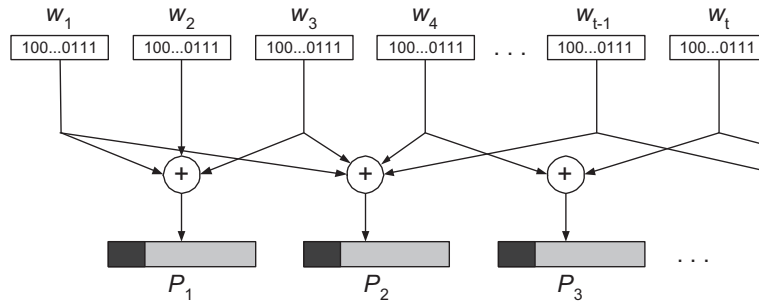 w₁ w₂ w₃ w₄ wₜ₋₁ wₜ
100...0111 100...0111 100...0111 100...0111 . . . 100...0111 100...0111
+ + +
P₁ P₂ P₃ . . .